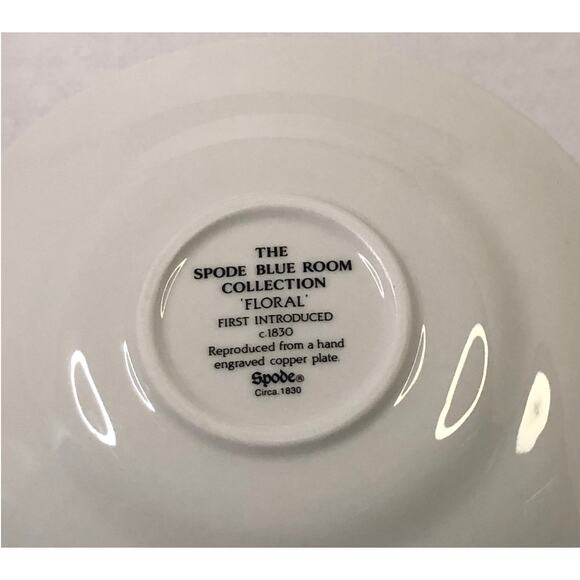 THE
SPODE BLUE ROOM
COLLECTION
'FLORAL'
FIRST INTRODUCED
c.1830
Reproduced from a hand
engraved copper plate.
Spode®
Circa.1830